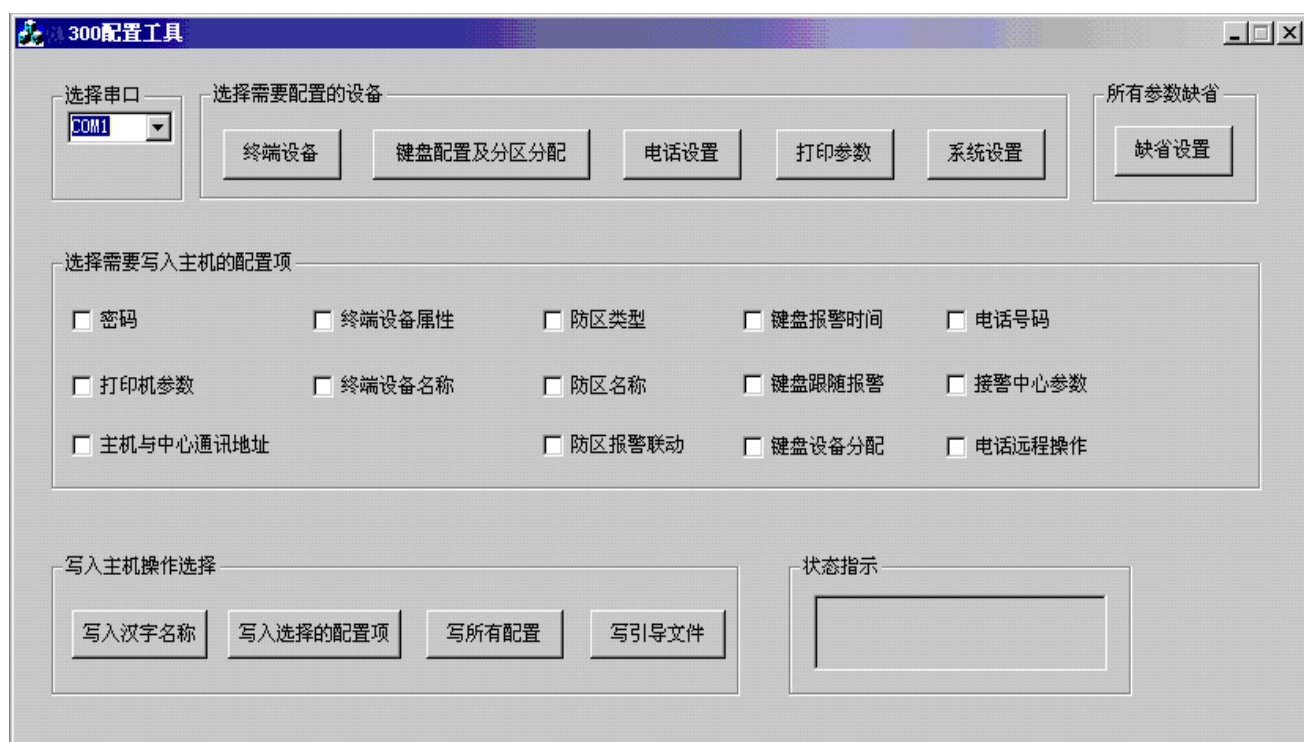 300配置工具
选择串口 选择需要配置的设备 所有参数缺省
COM1
终端设备 键盘配置及分区分配 电话设置 打印参数 系统设置 缺省设置
选择需要写入主机的配置项
密码 终端设备属性 防区类型 键盘报警时间 电话号码
打印机参数 终端设备名称 防区名称 键盘跟随报警 接警中心参数
主机与中心通讯地址 防区报警联动 键盘设备分配 电话远程操作
写入主机操作选择 状态指示
写入汉字名称 写入选择的配置项 写所有配置 写引导文件